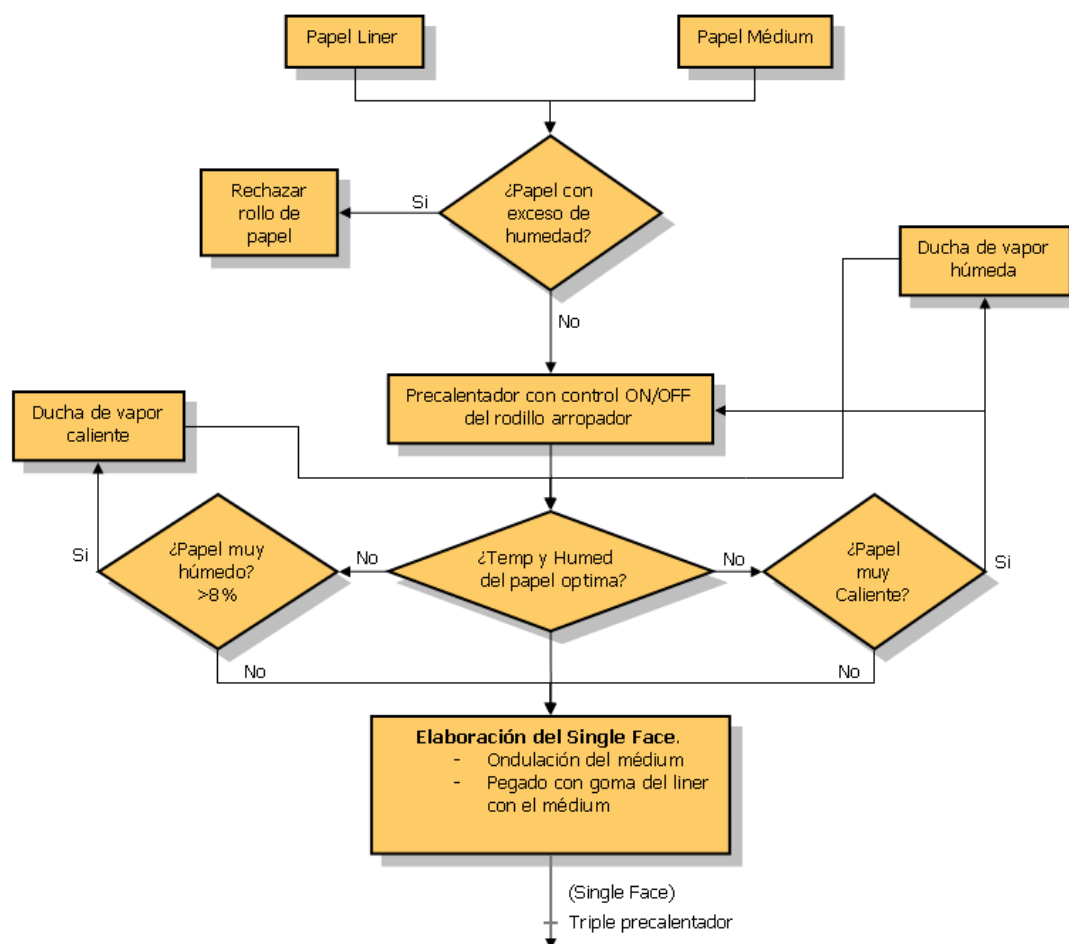 Papel Liner
Papel Médium
¿Papel con
exceso de
humedad?
Si
Rechazar
rollo de
papel
Ducha de vapor
húmeda
No
Precalentador con control ON/OFF
del rodillo arropador
Ducha de vapor
caliente
Si
¿Papel muy
húmedo?
>8%
No
¿Temp y Humed
del papel optima?
No
¿Papel
muy
Caliente?
Si
No
No
Elaboración del Single Face.
- Ondulación del médium
- Pegado con goma del liner
con el médium
(Single Face)
Triple precalentador